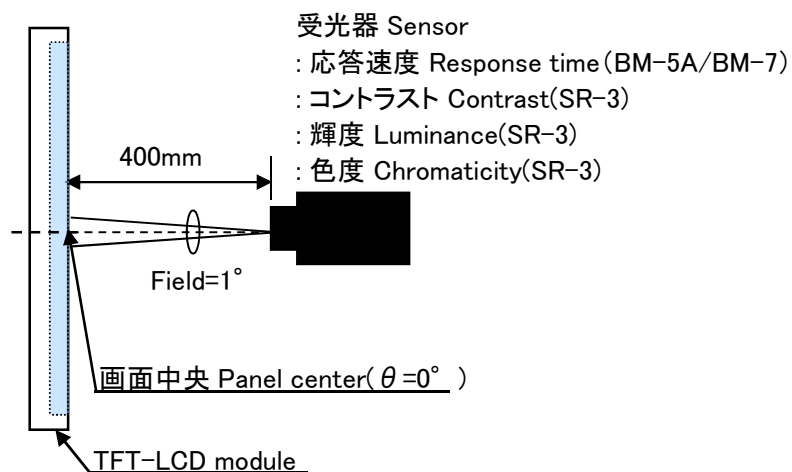 受光器 Sensor
: 応答速度 Response time（BM-5A/BM-7）
: コントラスト Contrast(SR-3)
: 輝度 Luminance(SR-3)
: 色度 Chromaticity(SR-3)
400mm
Field=1°
画面中央 Panel center( θ=0° )
TFT-LCD module